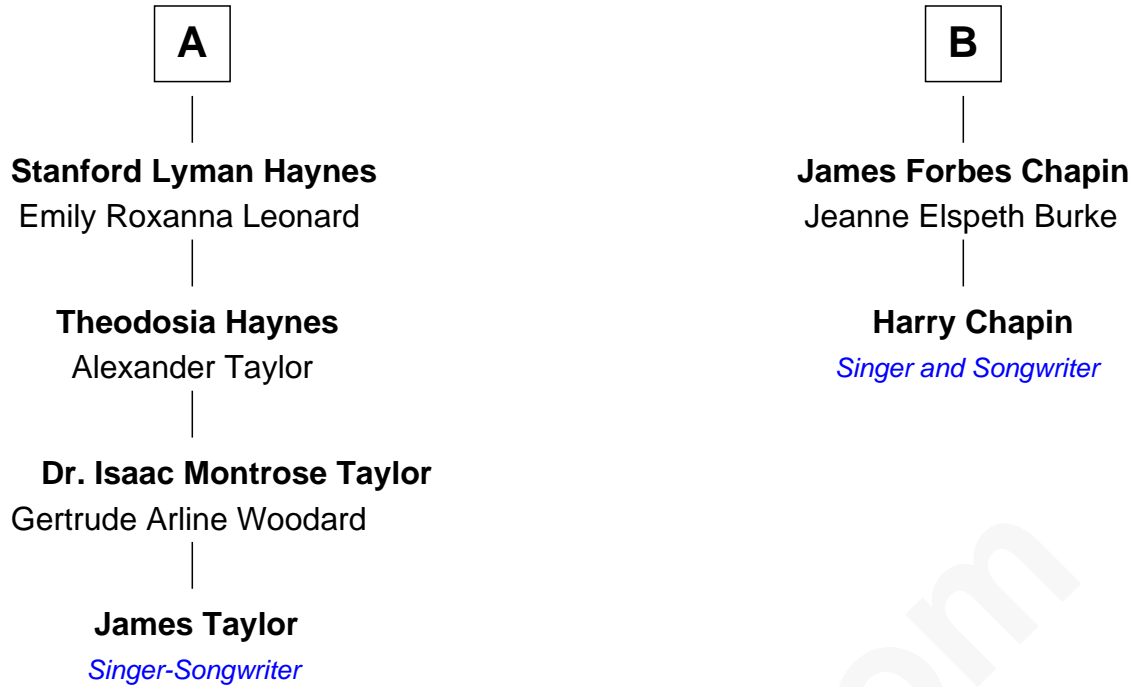 A
Stanford Lyman Haynes
Emily Roxanna Leonard
Theodosia Haynes
Alexander Taylor
Dr. Isaac Montrose Taylor
Gertrude Arline Woodard
James Taylor
Singer-Songwriter
B
James Forbes Chapin
Jeanne Elspeth Burke
Harry Chapin
Singer and Songwriter
om